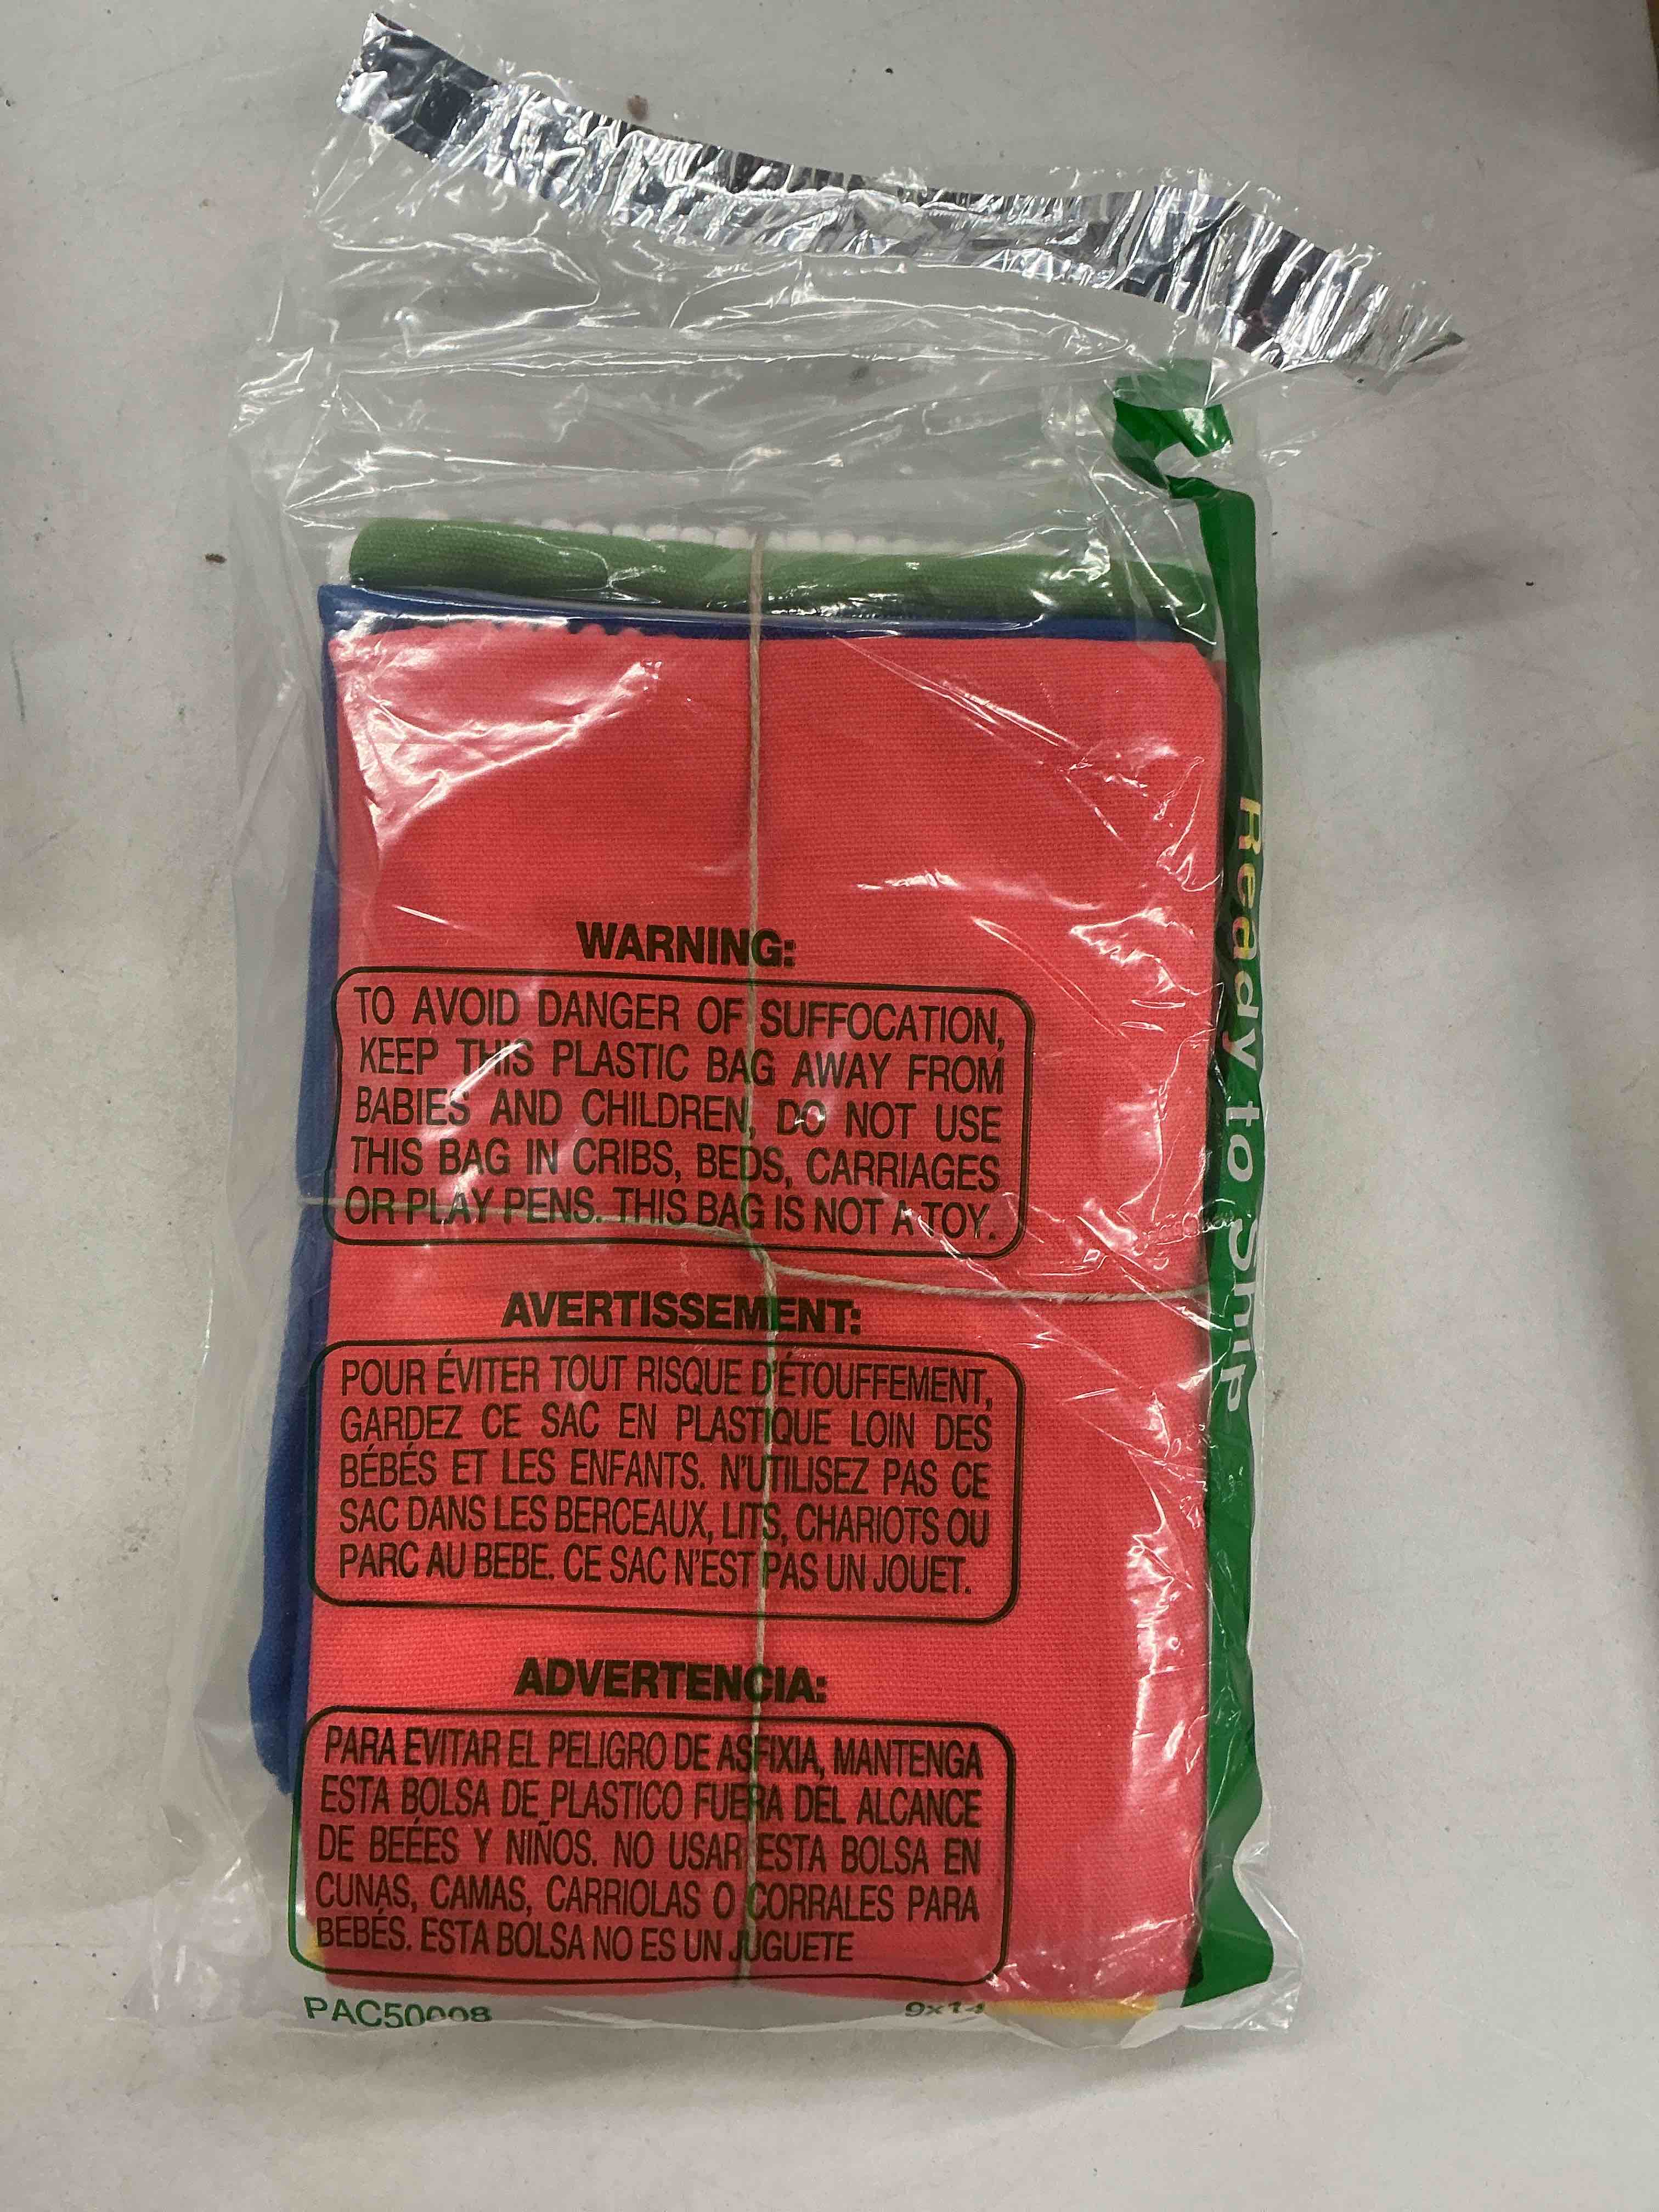 WARNING:
TO AVOID DANGER OF SUFFOCATION,
KEEP THIS PLASTIC BAG AWAY FROM
BABIES AND CHILDREN, DO NOT USE
THIS BAG IN CRIBS, BEDS, CARRIAGES
OR PLAY PENS. THIS BAG IS NOT A TOY.
AVERTISSEMENT:
POUR ÉVITER TOUT RISQUE D'ÉTOUFFEMENT,
GARDEZ CE SAC EN PLASTIQUE LOIN DES
BÉBÉS ET LES ENFANTS. N'UTILISEZ PAS CE
SAC DANS LES BERCEAUX, LITS, CHARIOTS OU
PARC AU BEBE. CE SAC N'EST PAS UN JOUET.
ADVERTENCIA:
PARA EVITAR EL PELIGRO DE ASFIXIA, MANTENGA
ESTA BOLSA DE PLASTICO FUERA DEL ALCANCE
DE BEÉES Y NIÑOS. NO USAR ESTA BOLSA EN
CUNAS, CAMAS, CARRIOLAS O CORRALES PARA
BEBÉS. ESTA BOLSA NO ES UN JUGUETE
PAC50008
9x14
Ready to Ship